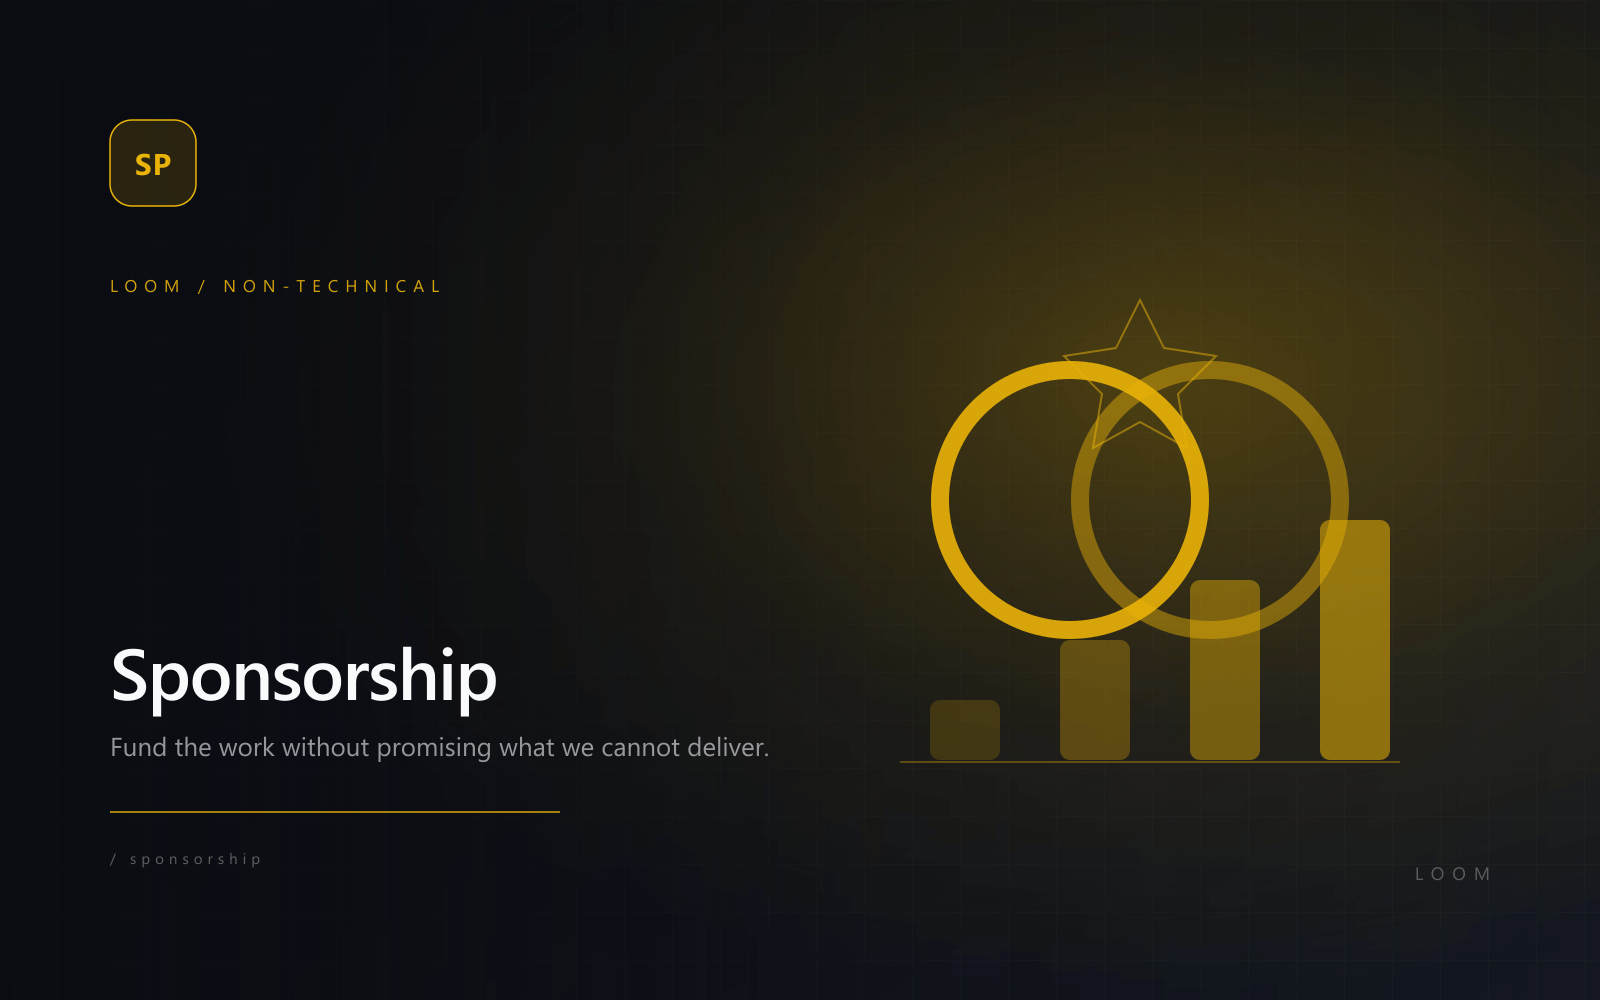 SP
LOOM / NON-TECHNICAL
Sponsorship
Fund the work without promising what we cannot deliver.
/ sponsorship
LOOM